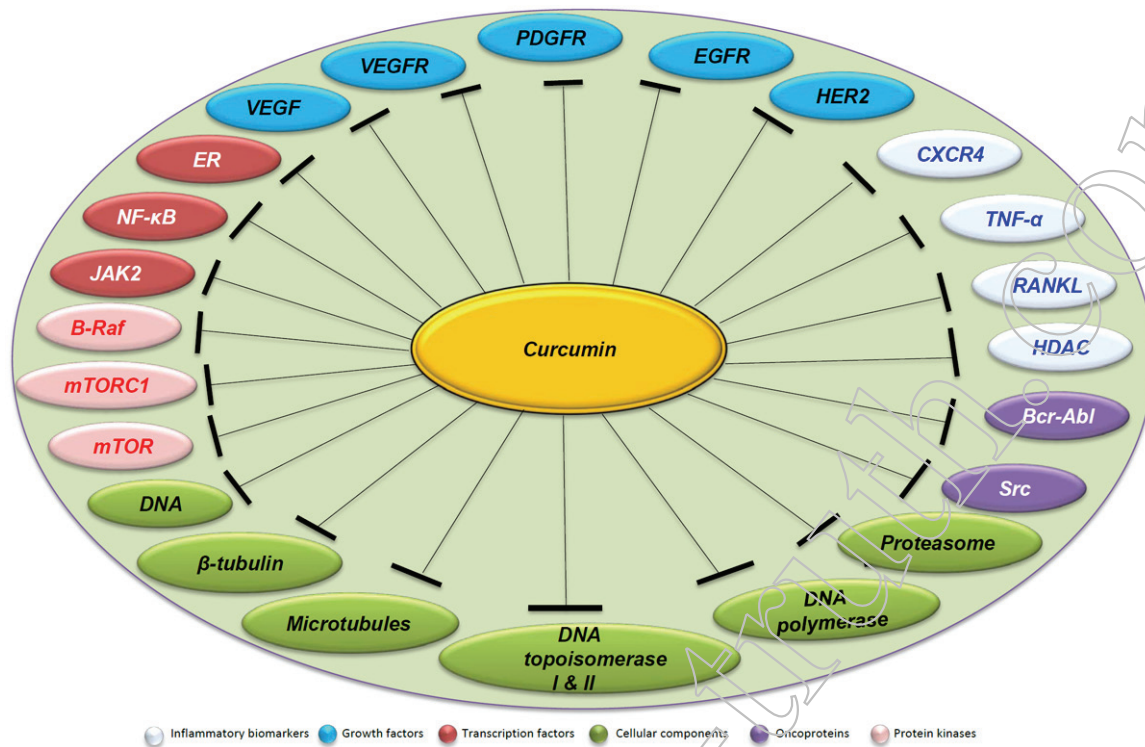 PDGFR
VEGFR
EGFR
VEGF
HER2
ER
CXCR4
NF-κB
TNF-α
JAK2
RANKL
B-Raf
HDAC
Curcumin
mTORC1
Bcr-Abl
mTOR
Src
DNA
Proteasome
β-tubulin
DNA
polymerase
Microtubules
DNA
topoisomerase
I & II
Inflammatory biomarkers
Growth factors
Transcription factors
Cellular components
Oncoproteins
Protein kinases